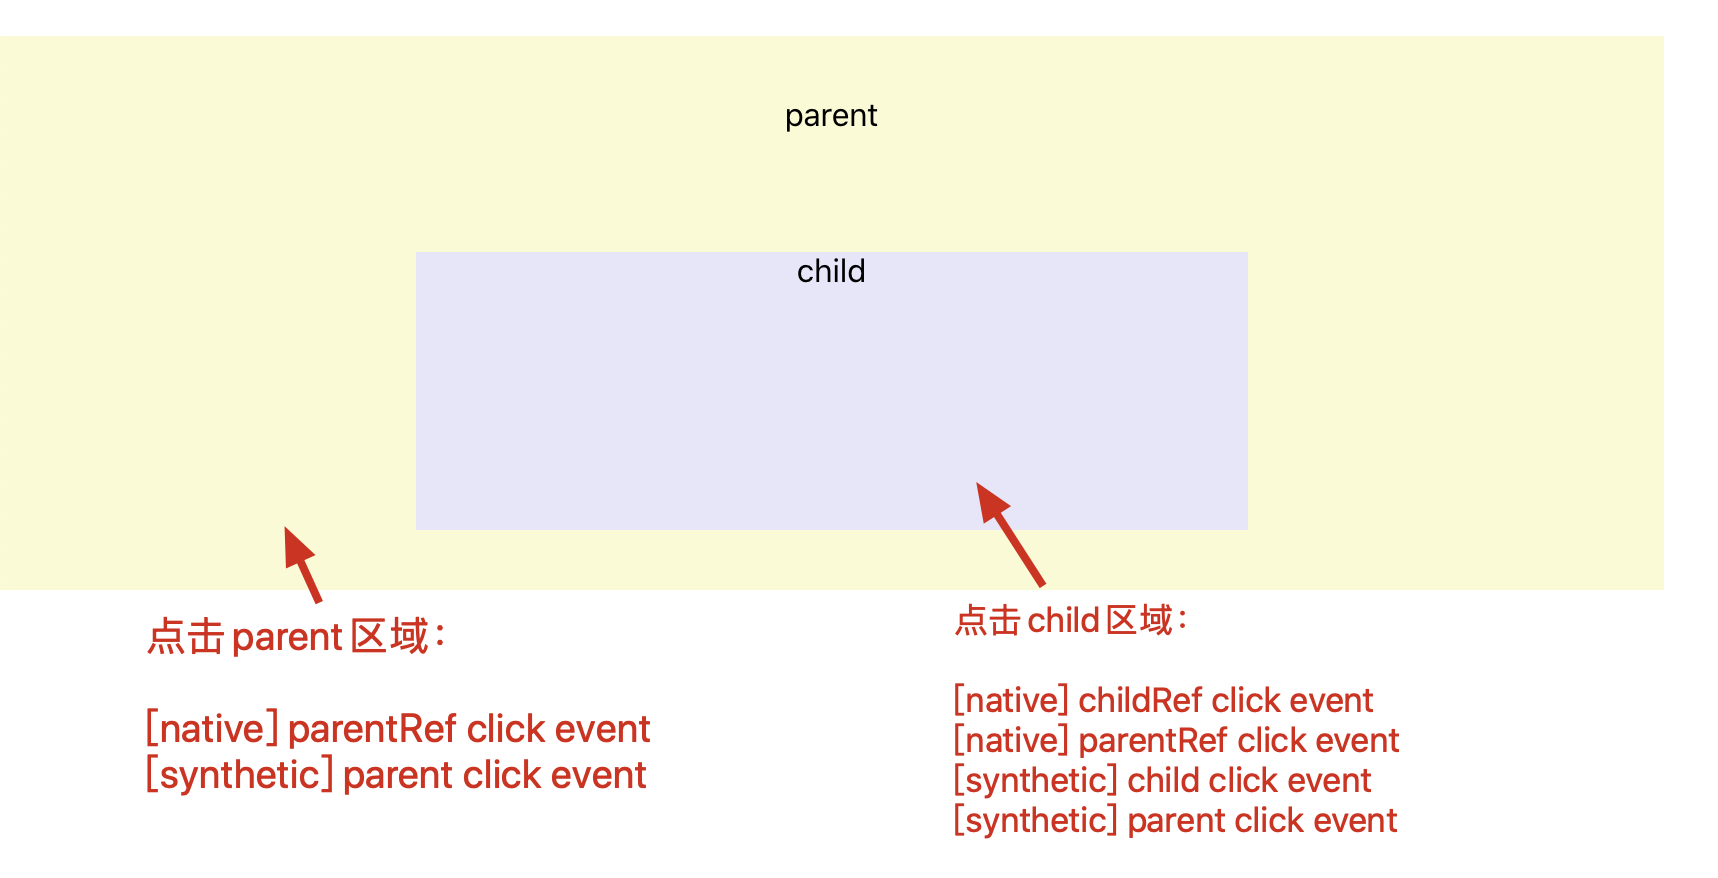 parent
child
点击 parent 区域：
[native] parentRef click event
[synthetic] parent click event
点击 child 区域：
[native] childRef click event
[native] parentRef click event
[synthetic] child click event
[synthetic] parent click event